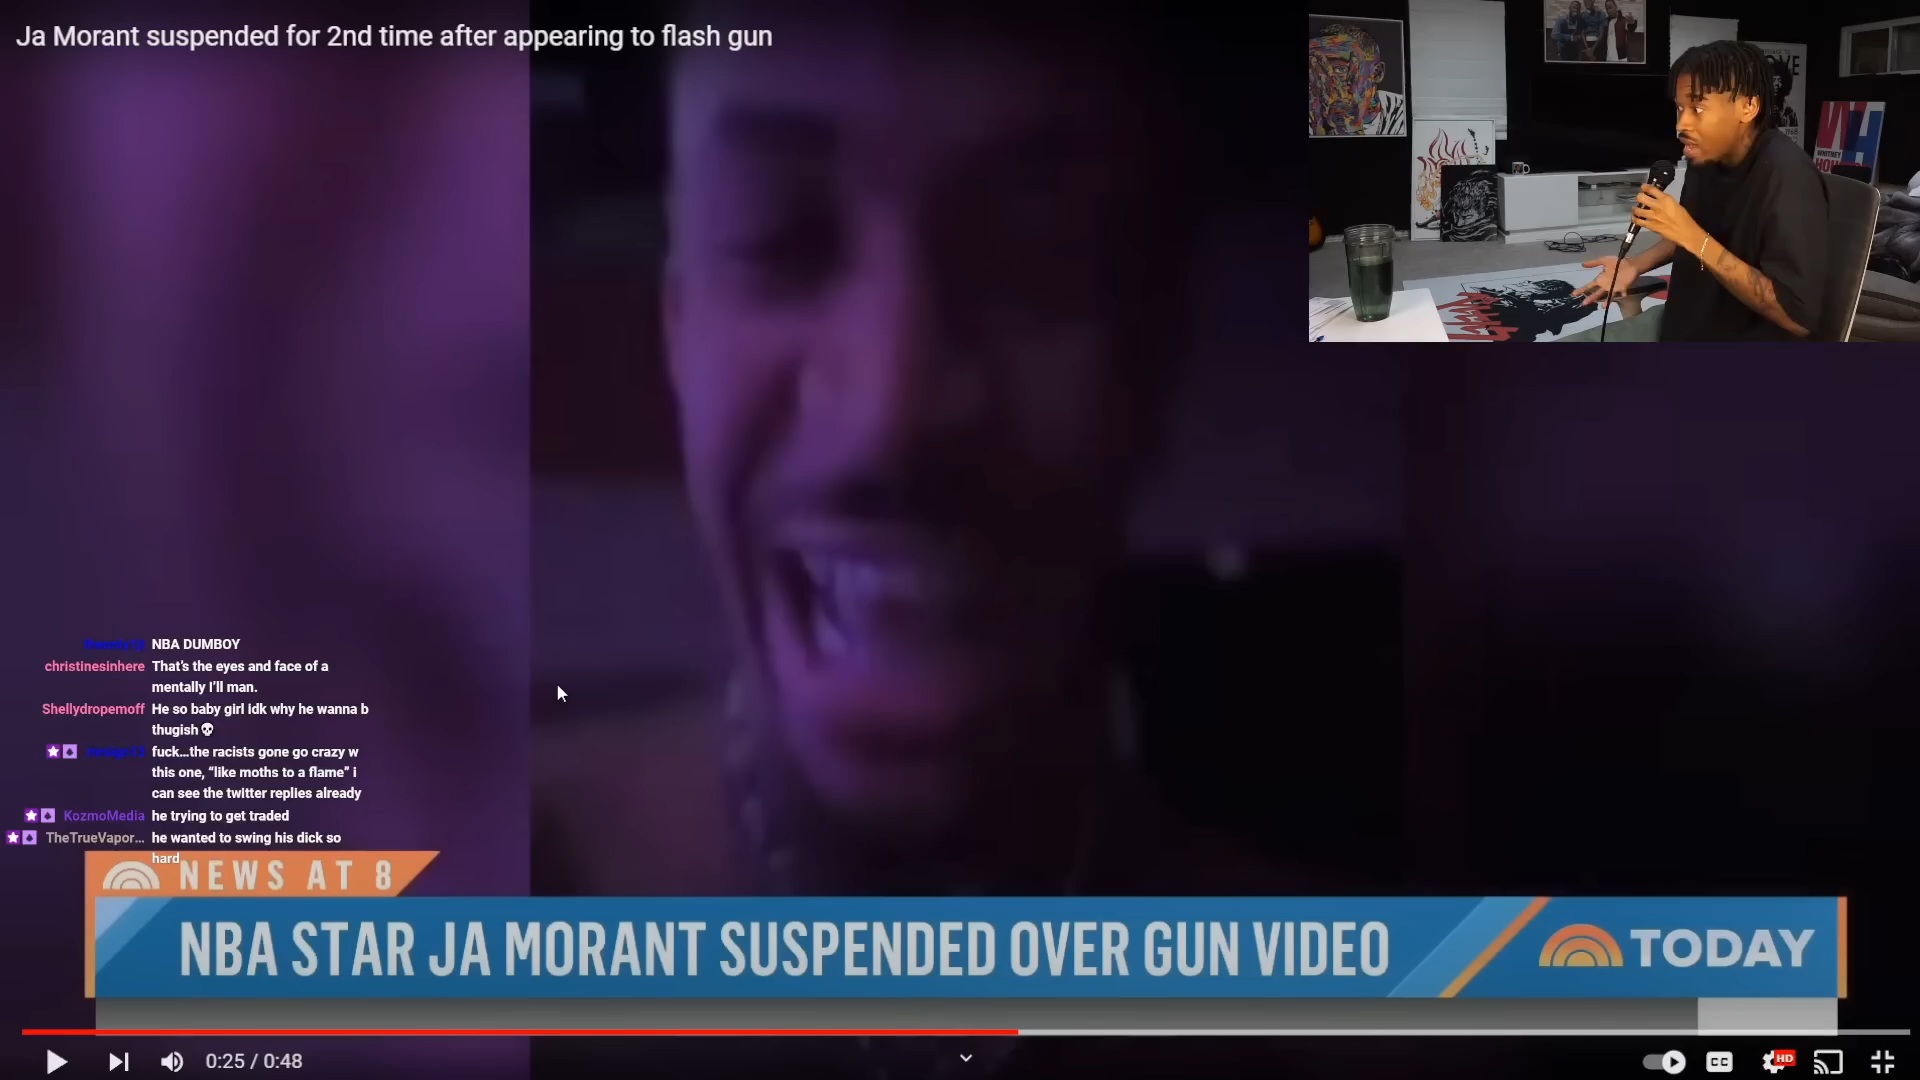 Ja Morant suspended for 2nd time after appearing to flash gun
NBA DUMBOY
christinesinhere That's the eyes and face of a
mentally I'll man.
Shellydropemoff He so baby girl idk why he wanna b
thugish💀
fuck...the racists gone go crazy w
this one, "like moths to a flame" i
can see the twitter replies already
KozmoMedia he trying to get traded
TheTrueVapor... he wanted to swing his dick so
hard
NEWS AT 8
NBA STAR JA MORANT SUSPENDED OVER GUN VIDEO
TODAY
0:25 / 0:48
CC
HD
WHITNEY